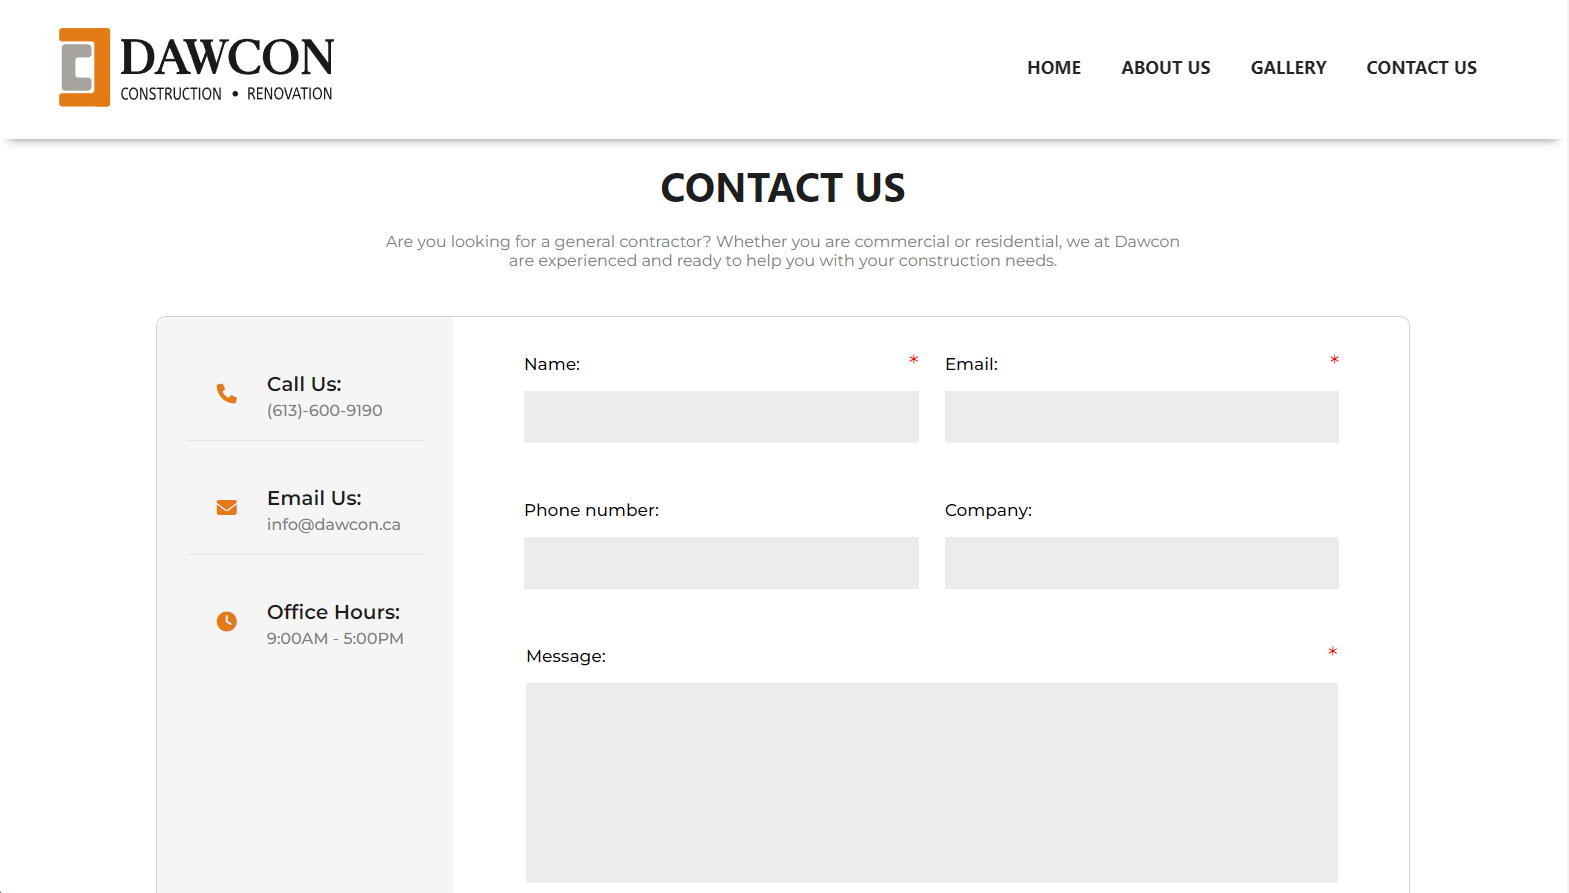 DAWCON
CONSTRUCTION • RENOVATION
HOME ABOUT US GALLERY CONTACT US
CONTACT US
Are you looking for a general contractor? Whether you are commercial or residential, we at Dawcon
are experienced and ready to help you with your construction needs.
Call Us:
(613)-600-9190
Email Us:
info@dawcon.ca
Office Hours:
9:00AM - 5:00PM
Name: *
Email: *
Phone number:
Company:
Message: *